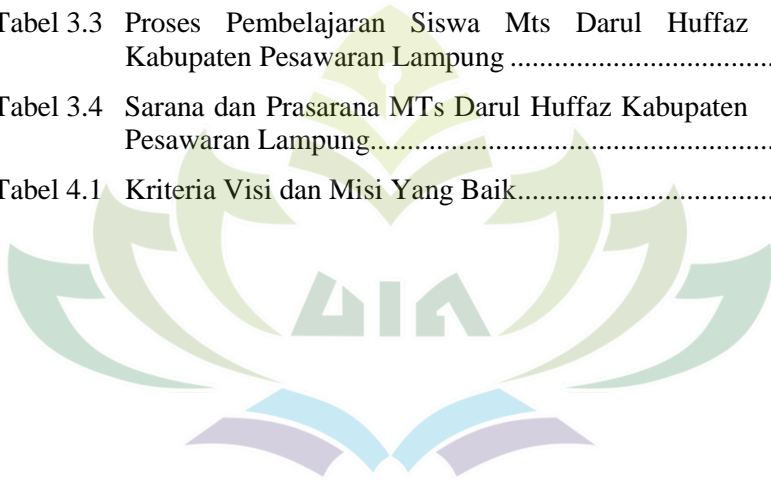 Tabel 3.3 Proses Pembelajaran Siswa Mts Darul Huffaz
Kabupaten Pesawaran Lampung ..................................
Tabel 3.4 Sarana dan Prasarana MTs Darul Huffaz Kabupaten
Pesawaran Lampung.....................................................
Tabel 4.1 Kriteria Visi dan Misi Yang Baik..................................
UIN